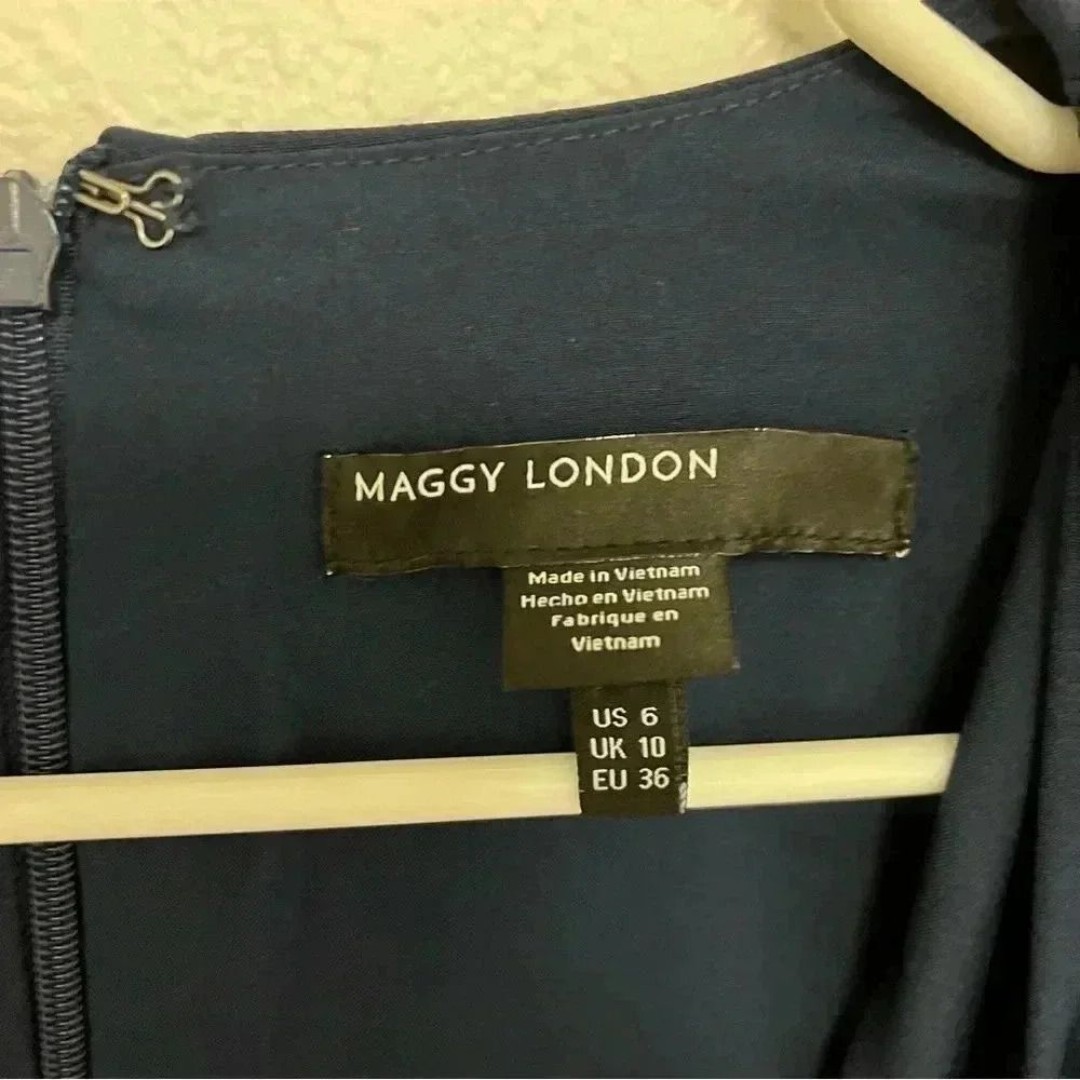 MAGGY LONDON
Made in Vietnam
Hecho en Vietnam
Fabrique en
Vietnam
US 6
UK 10
EU 36